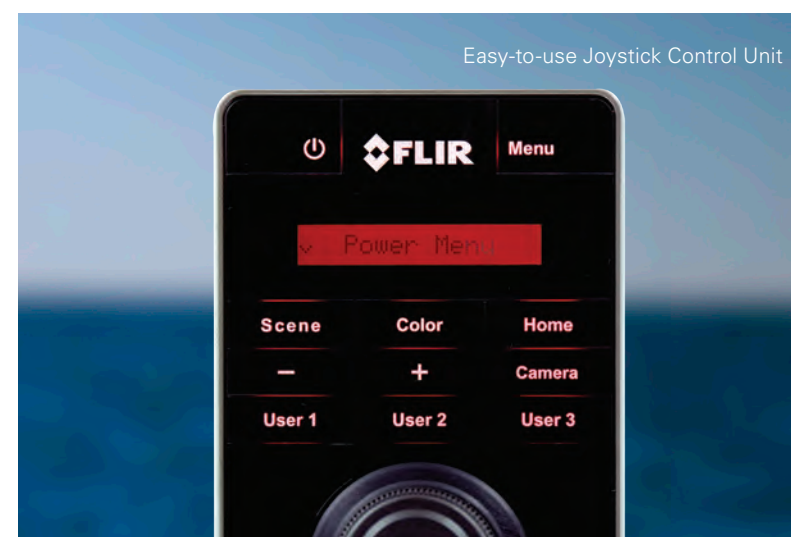 Easy-to-use Joystick Control Unit
FLIR Menu
Power Menu
Scene Color Home
− + Camera
User 1 User 2 User 3